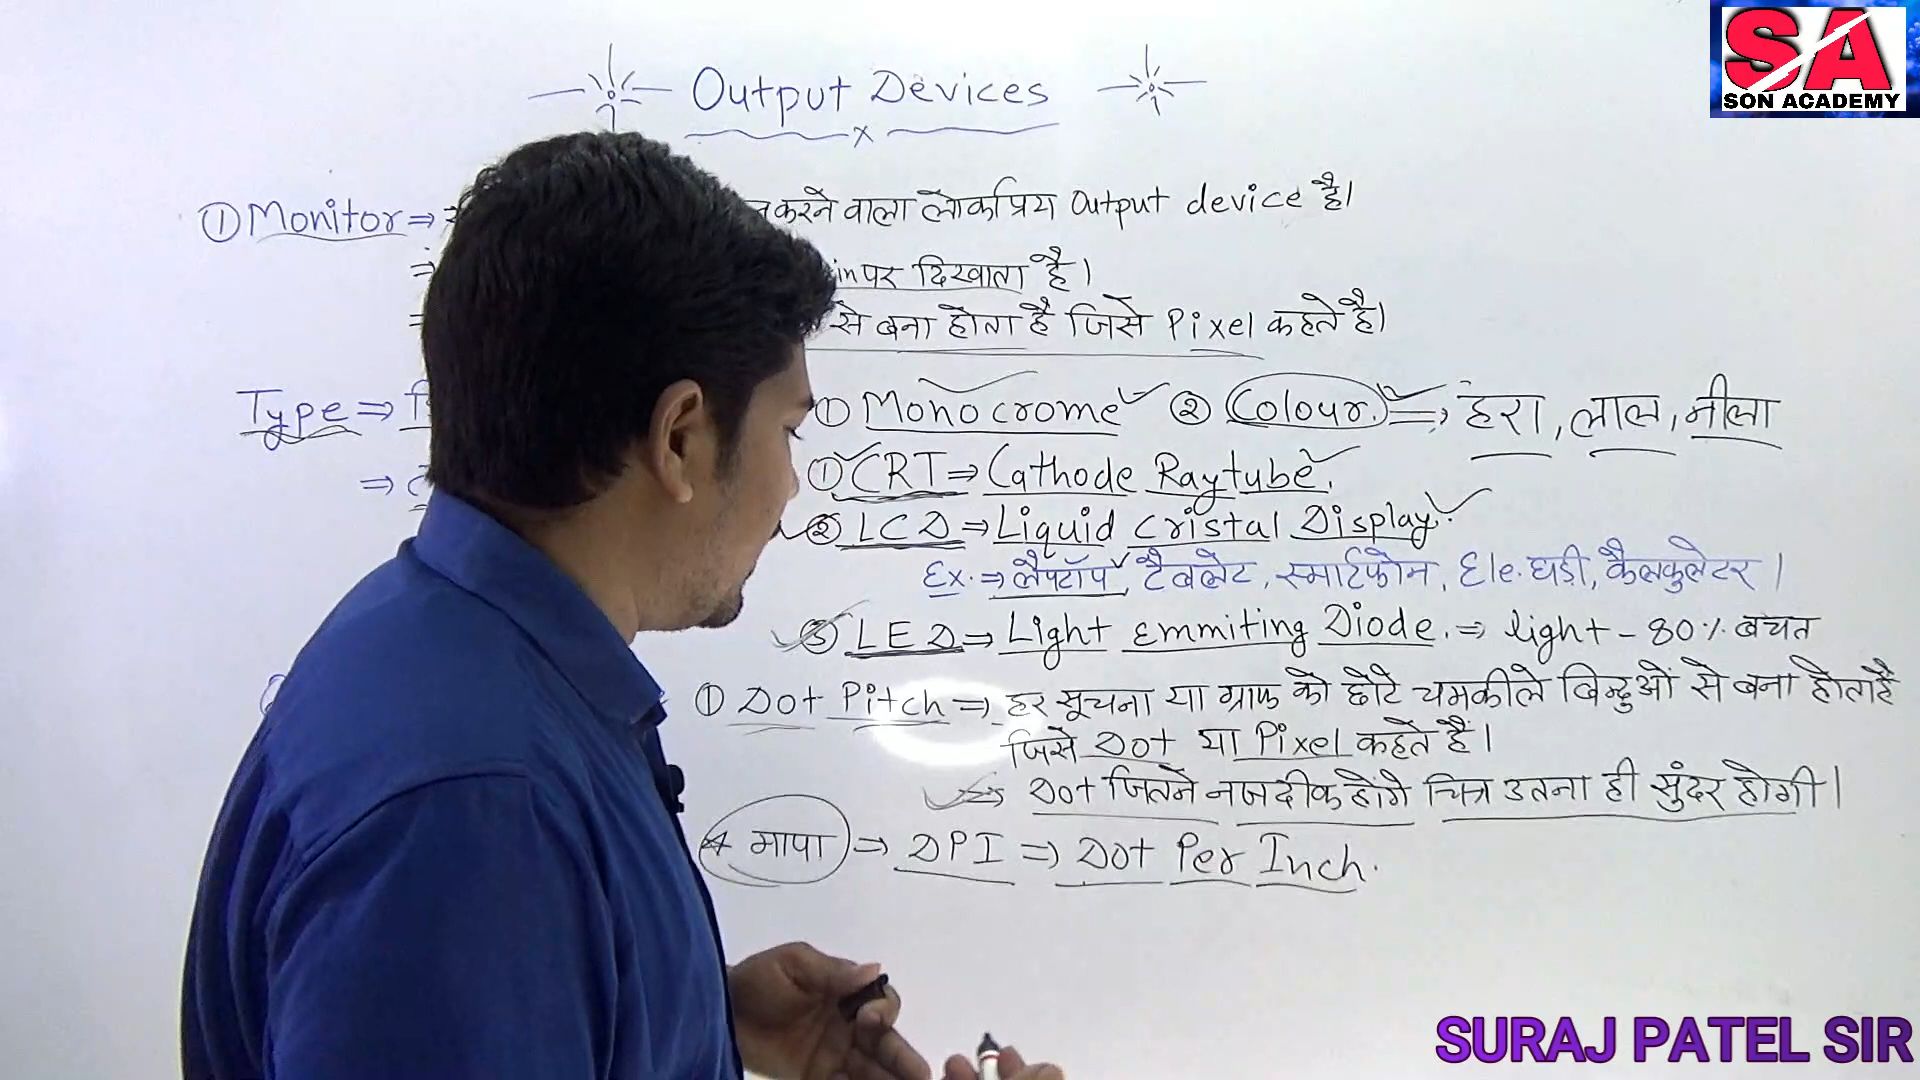 SA
SON ACADEMY
Output Devices
① Monitor ⇒ करने वाला लोकप्रिय Output device है।
⇒ पर दिखाता है।
से बना होता है जिसे Pixel कहते है।
Type ⇒ ① Monocrome ② Colour. ⇒ हरा, लाल, नीला
⇒ ① CRT ⇒ Cathode Raytube.
② LCD ⇒ Liquid Cristal Display.
Ex. ⇒ लैपटॉप, टैबलेट, स्मार्टफोन, Ele. घड़ी, कैलकुलेटर।
③ LED ⇒ Light Emmiting Diode. ⇒ light - 80% बचत
① Dot Pitch ⇒ हर सूचना या ग्राफ को छोटे चमकीले बिन्दुओं से बना होता है
जिसे Dot या Pixel कहते हैं।
⇒ Dot जितने नजदीक होंगे चित्र उतना ही सुंदर होगी।
* मापा ⇒ DPI ⇒ Dot Per Inch.
SURAJ PATEL SIR